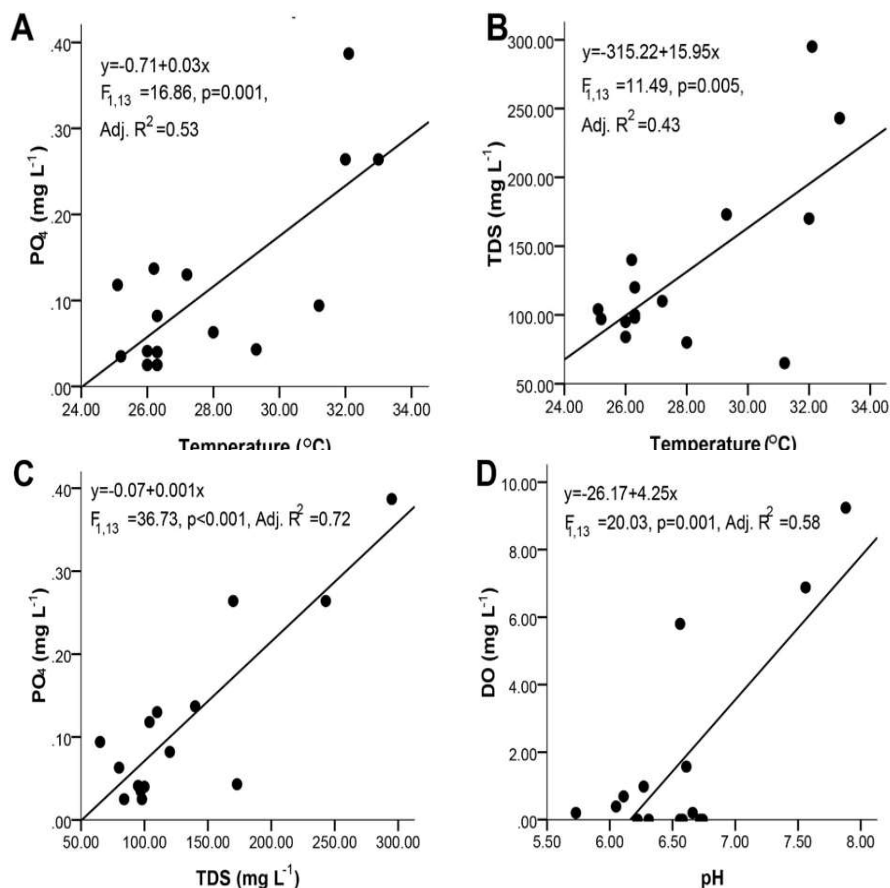 A
y=-0.71+0.03x
F1,13 =16.86, p=0.001,
Adj. R2=0.53
PO4 (mg L-1)
.40
.30
.20
.10
.00
24.00 26.00 28.00 30.00 32.00 34.00
Temperature (OC)
B
y=-315.22+15.95x
F1,13 =11.49, p=0.005,
Adj. R2=0.43
TDS (mg L-1)
300.00
250.00
200.00
150.00
100.00
50.00
24.00 26.00 28.00 30.00 32.00 34.00
Temperature (OC)
C
y=-0.07+0.001x
F1,13 =36.73, p<0.001, Adj. R2=0.72
PO4 (mg L-1)
.40
.30
.20
.10
.00
50.00 100.00 150.00 200.00 250.00 300.00
TDS (mg L-1)
D
y=-26.17+4.25x
F1,13 =20.03, p=0.001, Adj. R2=0.58
DO (mg L-1)
10.00
8.00
6.00
4.00
2.00
.00
5.50 6.00 6.50 7.00 7.50 8.00
pH